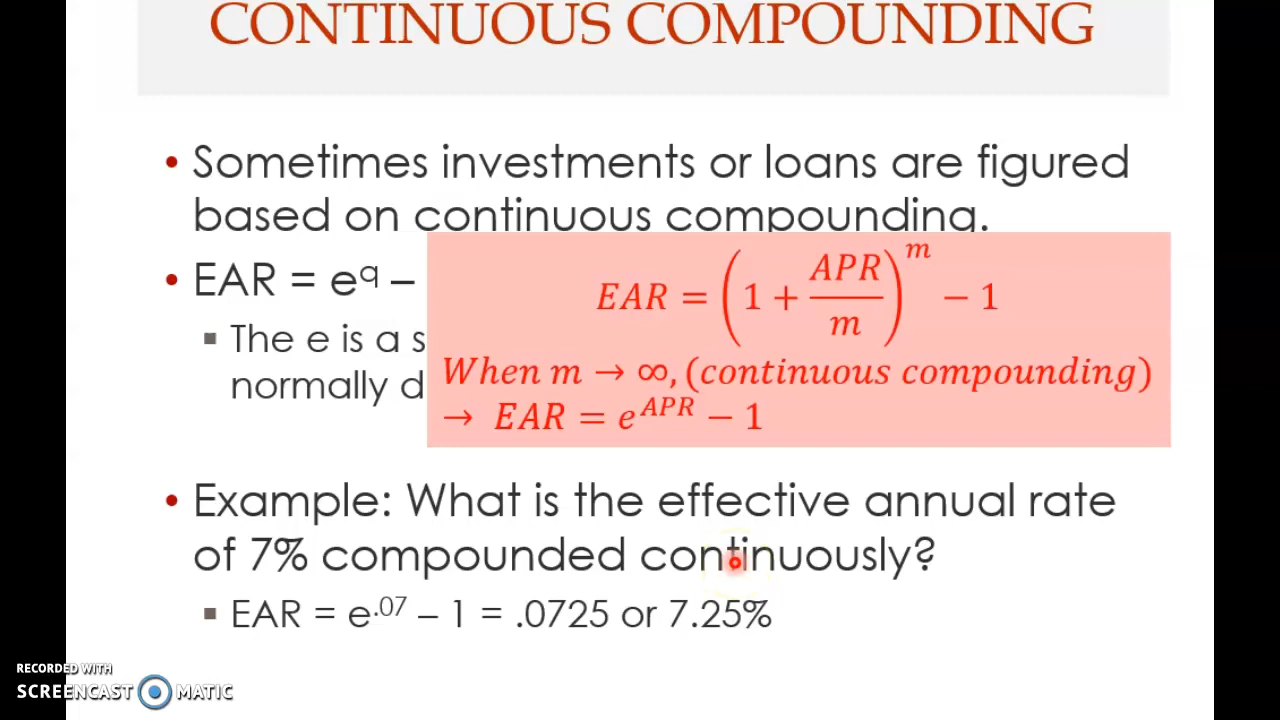 CONTINUOUS COMPOUNDING
• Sometimes investments or loans are figured
based on continuous compounding.
• EAR = e^q –
▪ The e is a s
normally d
EAR = (1 + APR/m)^m − 1
When m → ∞, (continuous compounding)
→ EAR = e^APR − 1
• Example: What is the effective annual rate
of 7% compounded continuously?
▪ EAR = e^.07 – 1 = .0725 or 7.25%
RECORDED WITH
SCREENCAST MATIC